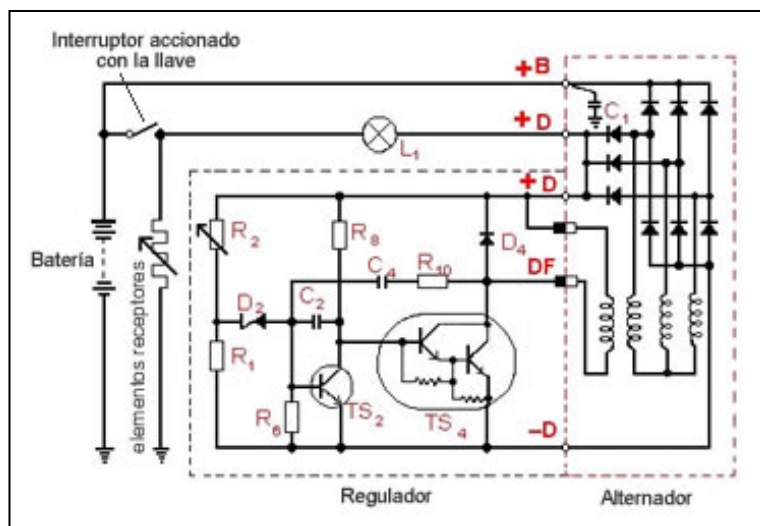 Interruptor accionado
con la llave
+B
C1
+D
L1
+D
R2
R8
D4
Batería
elementos receptores
C4
R10
DF
D2
C2
R1
TS2
R6
TS4
–D
Regulador
Alternador